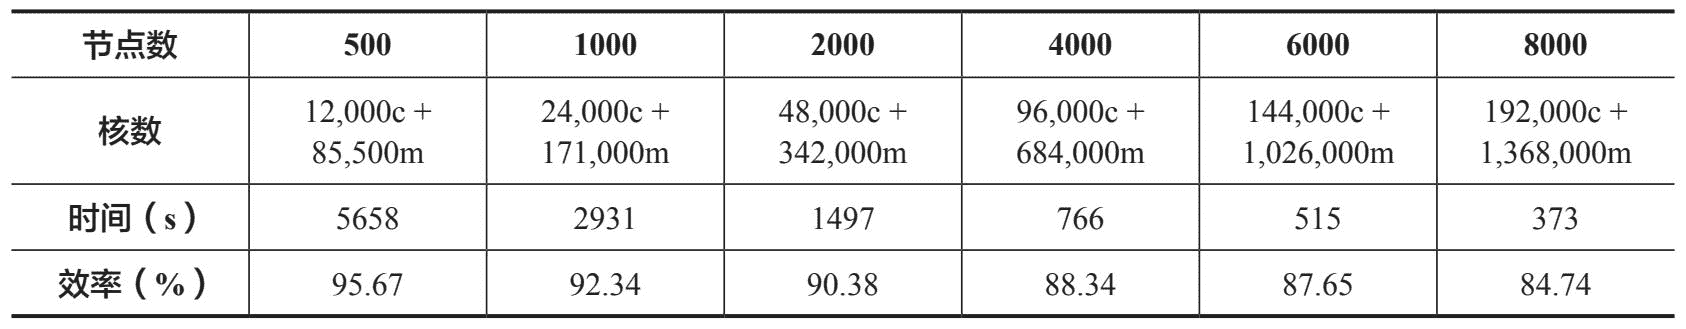 节点数 500 1000 2000 4000 6000 8000
核数 12,000c + 85,500m 24,000c + 171,000m 48,000c + 342,000m 96,000c + 684,000m 144,000c + 1,026,000m 192,000c + 1,368,000m
时间（s） 5658 2931 1497 766 515 373
效率（%） 95.67 92.34 90.38 88.34 87.65 84.74